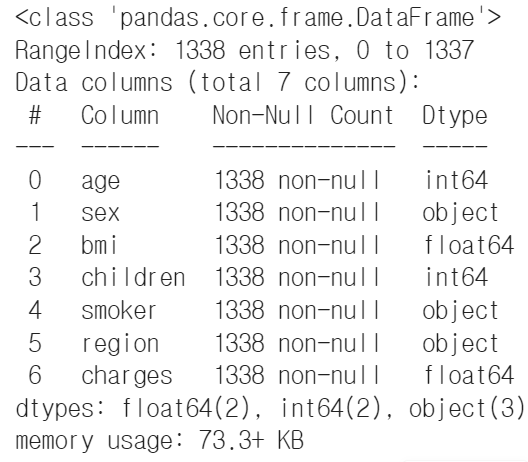 <class 'pandas.core.frame.DataFrame'>
RangeIndex: 1338 entries, 0 to 1337
Data columns (total 7 columns):
 #   Column    Non-Null Count  Dtype
---  ------    --------------  -----
 0   age       1338 non-null   int64
 1   sex       1338 non-null   object
 2   bmi       1338 non-null   float64
 3   children  1338 non-null   int64
 4   smoker    1338 non-null   object
 5   region    1338 non-null   object
 6   charges   1338 non-null   float64
dtypes: float64(2), int64(2), object(3)
memory usage: 73.3+ KB